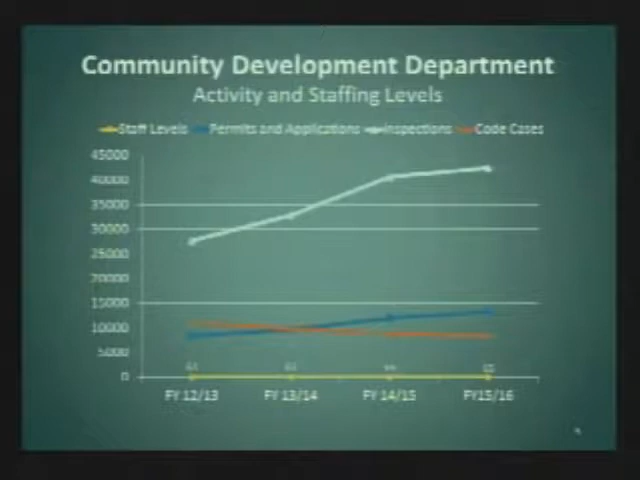 Community Development Department
Activity and Staffing Levels
Staff Levels Permits and Applications Inspections Code Cases
45000
40000
35000
30000
25000
20000
15000
10000
5000
0
FY 12/13 FY 13/14 FY 14/15 FY15/16